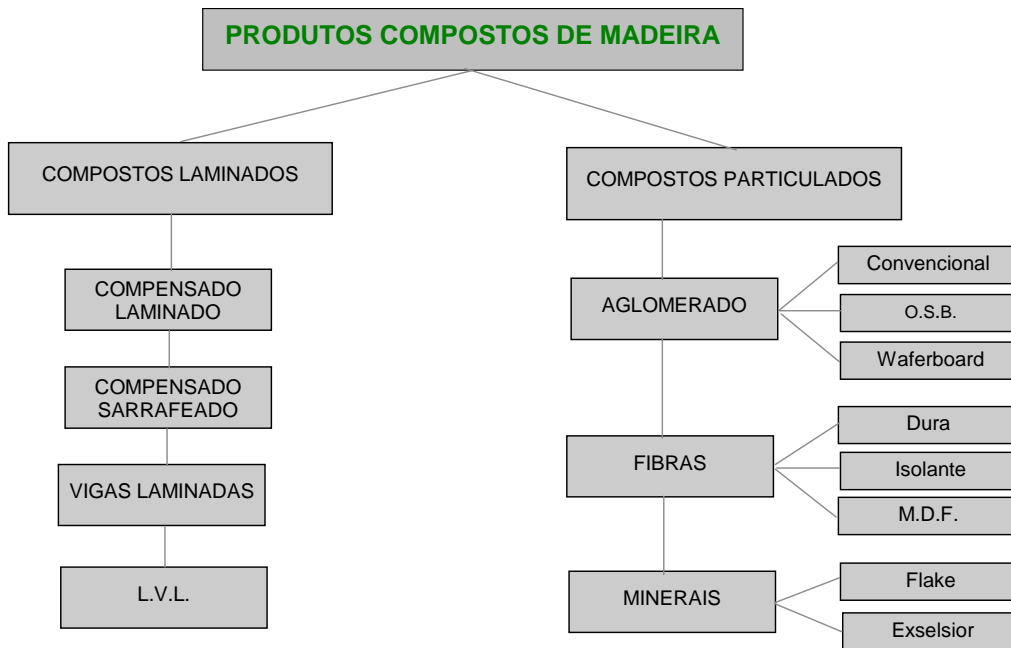 PRODUTOS COMPOSTOS DE MADEIRA
COMPOSTOS LAMINADOS
COMPENSADO
LAMINADO
COMPENSADO
SARRAFEADO
VIGAS LAMINADAS
L.V.L.
COMPOSTOS PARTICULADOS
AGLOMERADO
Convencional
O.S.B.
Waferboard
FIBRAS
Dura
Isolante
M.D.F.
MINERAIS
Flake
Exselsior